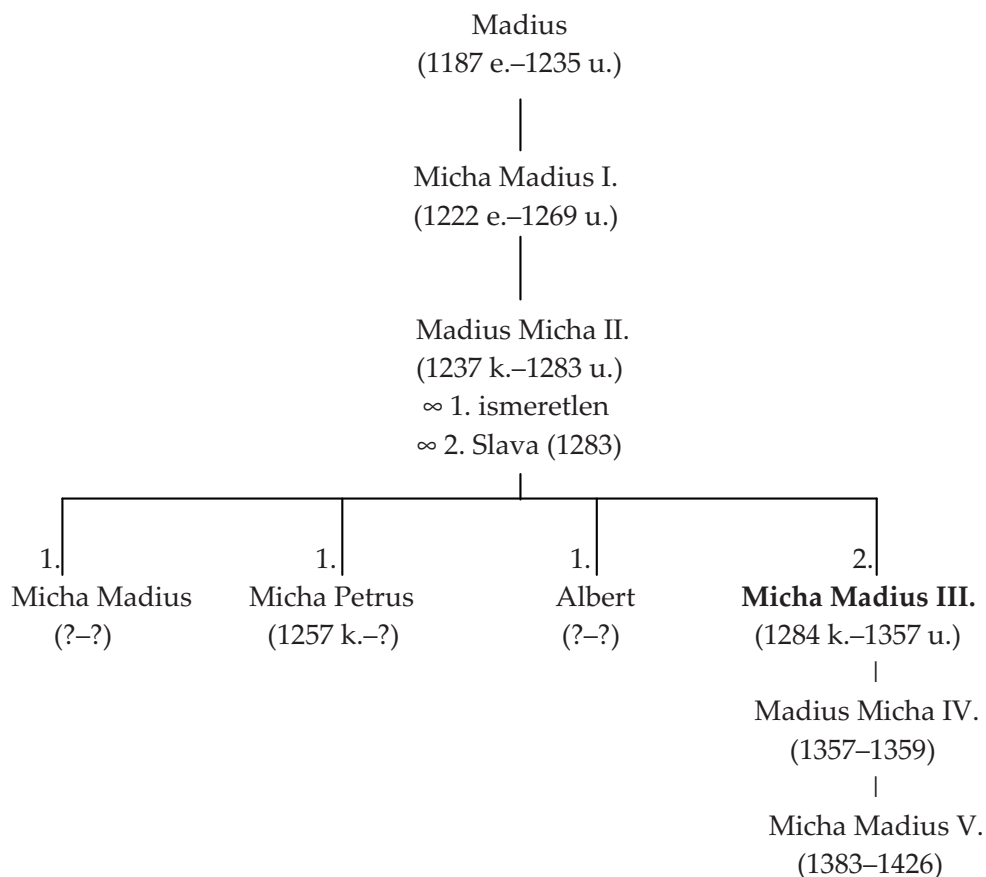 Madius
(1187 e.–1235 u.)
Micha Madius I.
(1222 e.–1269 u.)
Madius Micha II.
(1237 k.–1283 u.)
∞ 1. ismeretlen
∞ 2. Slava (1283)
1.
Micha Madius
(?–?)
1.
Micha Petrus
(1257 k.–?)
1.
Albert
(?–?)
2.
Micha Madius III.
(1284 k.–1357 u.)
Madius Micha IV.
(1357–1359)
Micha Madius V.
(1383–1426)